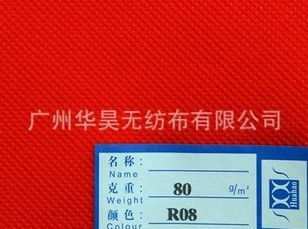 广州华昊无纺布有限公司
名称:
Name
克重: 80 g/m²
Weight
颜色: R08
Colour
Huahao